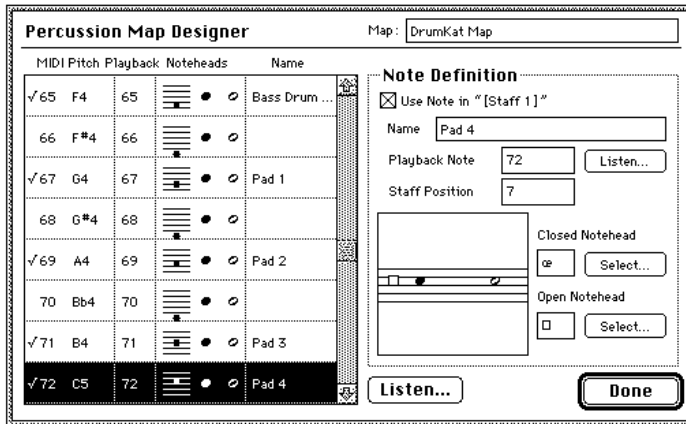 Percussion Map Designer
Map: DrumKat Map
MIDI Pitch Playback Noteheads Name
√65 F4 65 Bass Drum ...
66 F#4 66
√67 G4 67 Pad 1
68 G#4 68
√69 A4 69 Pad 2
70 Bb4 70
√71 B4 71 Pad 3
√72 C5 72 Pad 4
Note Definition
Use Note in "[Staff 1]"
Name Pad 4
Playback Note 72 Listen...
Staff Position 7
Closed Notehead
œ Select...
Open Notehead
Select...
Listen... Done